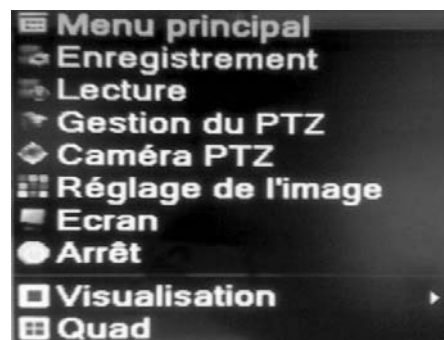 Menu principal
Enregistrement
Lecture
Gestion du PTZ
Caméra PTZ
Réglage de l'image
Ecran
Arrêt
Visualisation
Quad